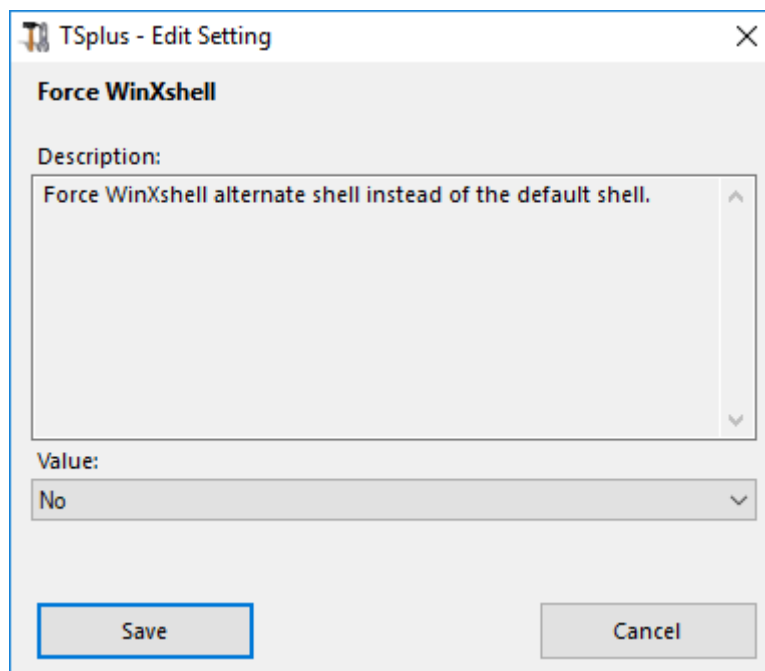 TSplus - Edit Setting
Force WinXshell
Description:
Force WinXshell alternate shell instead of the default shell.
Value:
No
Save
Cancel